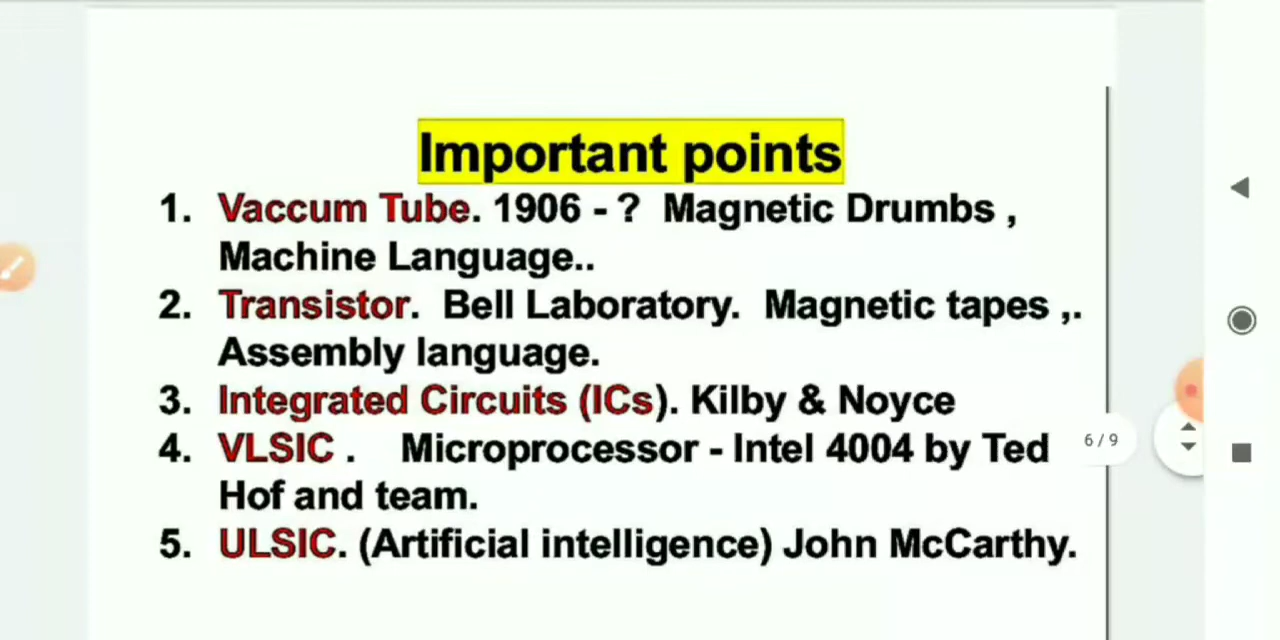 Important points
1. Vaccum Tube. 1906 - ? Magnetic Drumbs ,
Machine Language..
2. Transistor. Bell Laboratory. Magnetic tapes ,.
Assembly language.
3. Integrated Circuits (ICs). Kilby & Noyce
4. VLSIC . Microprocessor - Intel 4004 by Ted
Hof and team.
5. ULSIC. (Artificial intelligence) John McCarthy.
6 / 9